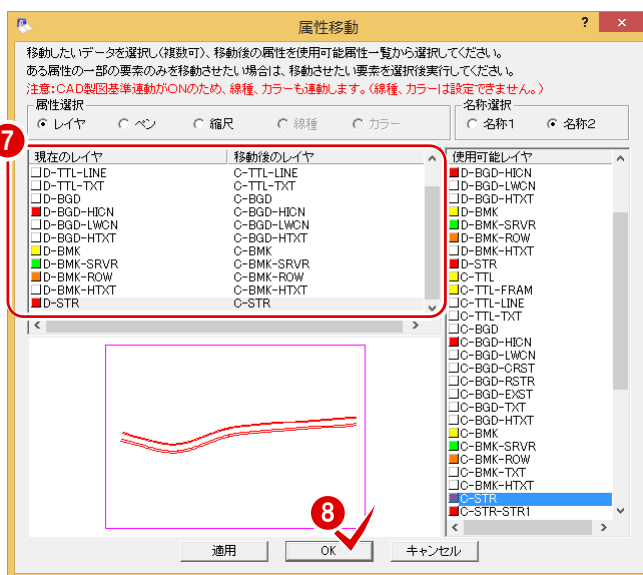 属性移動
? ×
移動したいデータを選択し(複数可)、移動後の属性を使用可能属性一覧から選択してください。
ある属性の一部の要素のみを移動させたい場合は、移動させたい要素を選択後実行してください。
注意:CAD製図基準連動がONのため、線種、カラーも連動します。(線種、カラーは設定できません。)
属性選択
レイヤ ペン 縮尺 線種 カラー
名称選択
名称1 名称2
7
現在のレイヤ 移動後のレイヤ
D-TTL-LINE C-TTL-LINE
D-TTL-TXT C-TTL-TXT
D-BGD C-BGD
D-BGD-HICN C-BGD-HICN
D-BGD-LWCN C-BGD-LWCN
D-BGD-HTXT C-BGD-HTXT
D-BMK C-BMK
D-BMK-SRVR C-BMK-SRVR
D-BMK-ROW C-BMK-ROW
D-BMK-HTXT C-BMK-HTXT
D-STR C-STR
使用可能レイヤ
D-BGD-HICN
D-BGD-LWCN
D-BGD-HTXT
D-BMK
D-BMK-SRVR
D-BMK-ROW
D-BMK-HTXT
D-STR
C-TTL
C-TTL-FRAM
C-TTL-LINE
C-TTL-TXT
C-BGD
C-BGD-HICN
C-BGD-LWCN
C-BGD-CRST
C-BGD-RSTR
C-BGD-EXST
C-BGD-TXT
C-BGD-HTXT
C-BMK
C-BMK-SRVR
C-BMK-ROW
C-BMK-TXT
C-BMK-HTXT
C-STR
C-STR-STR1
8
適用 OK キャンセル